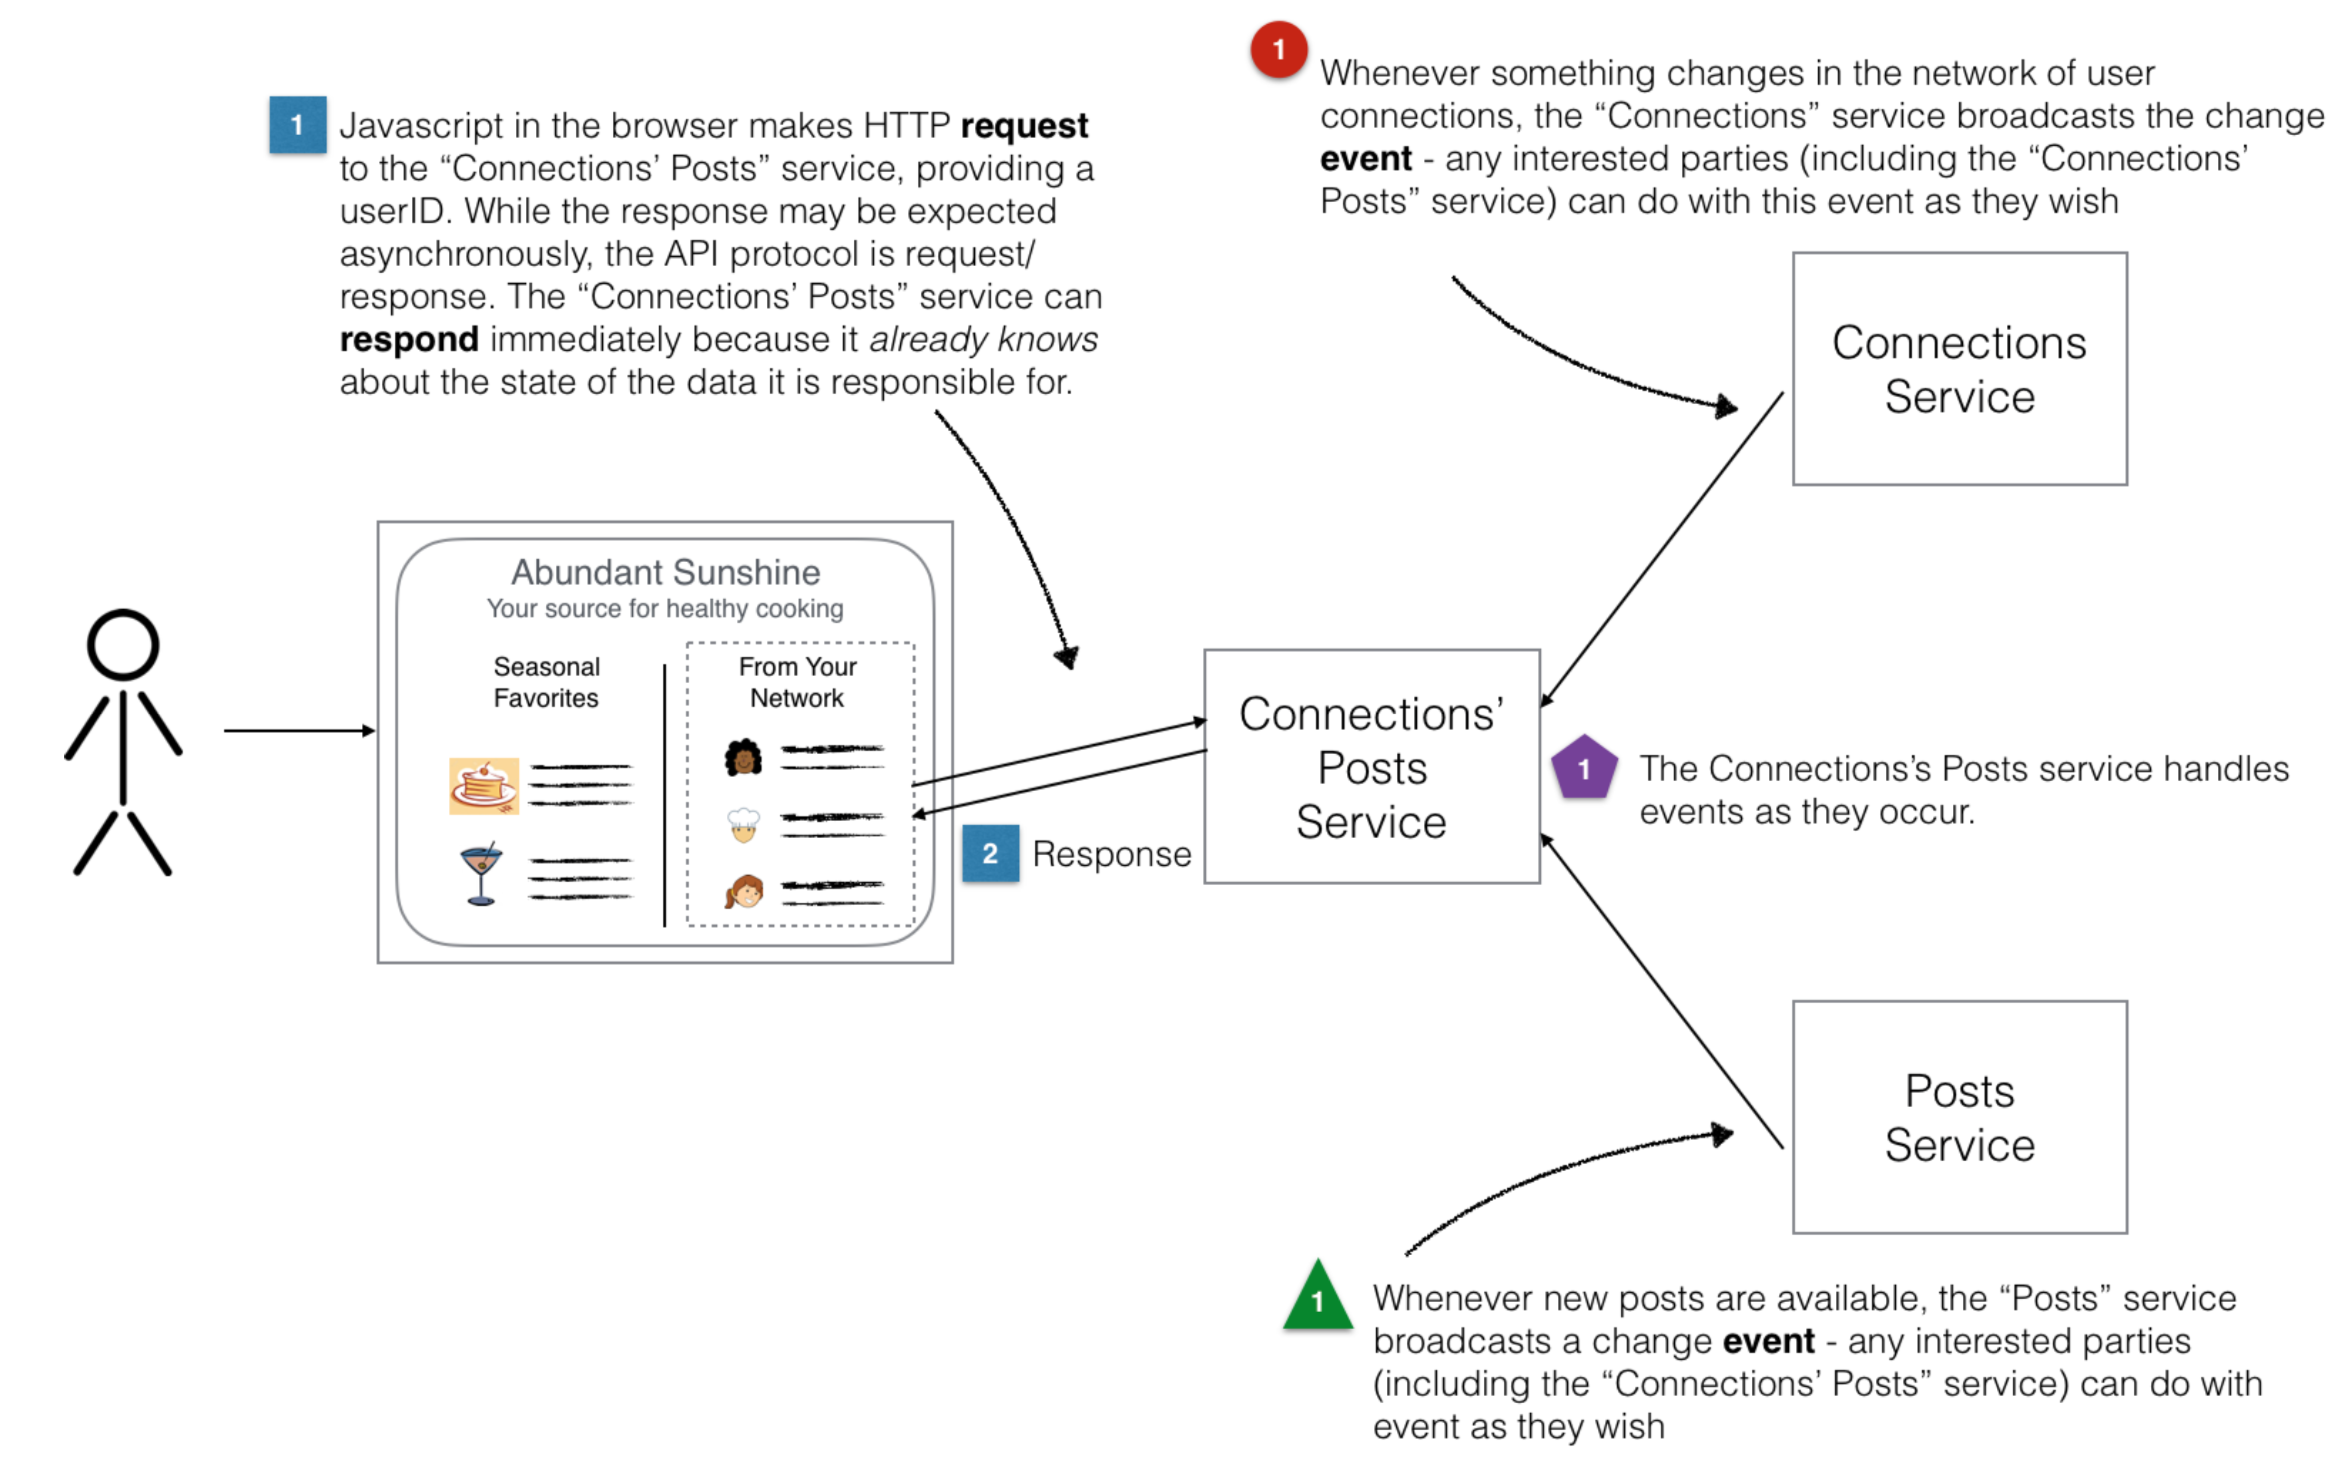 1
Javascript in the browser makes HTTP request
to the “Connections’ Posts” service, providing a
userID. While the response may be expected
asynchronously, the API protocol is request/
response. The “Connections’ Posts” service can
respond immediately because it already knows
about the state of the data it is responsible for.
1
Whenever something changes in the network of user
connections, the “Connections” service broadcasts the change
event - any interested parties (including the “Connections’
Posts” service) can do with this event as they wish
Connections
Service
Abundant Sunshine
Your source for healthy cooking
Seasonal
Favorites
From Your
Network
2
Response
Connections’
Posts
Service
1
The Connections’s Posts service handles
events as they occur.
Posts
Service
1
Whenever new posts are available, the “Posts” service
broadcasts a change event - any interested parties
(including the “Connections’ Posts” service) can do with
event as they wish